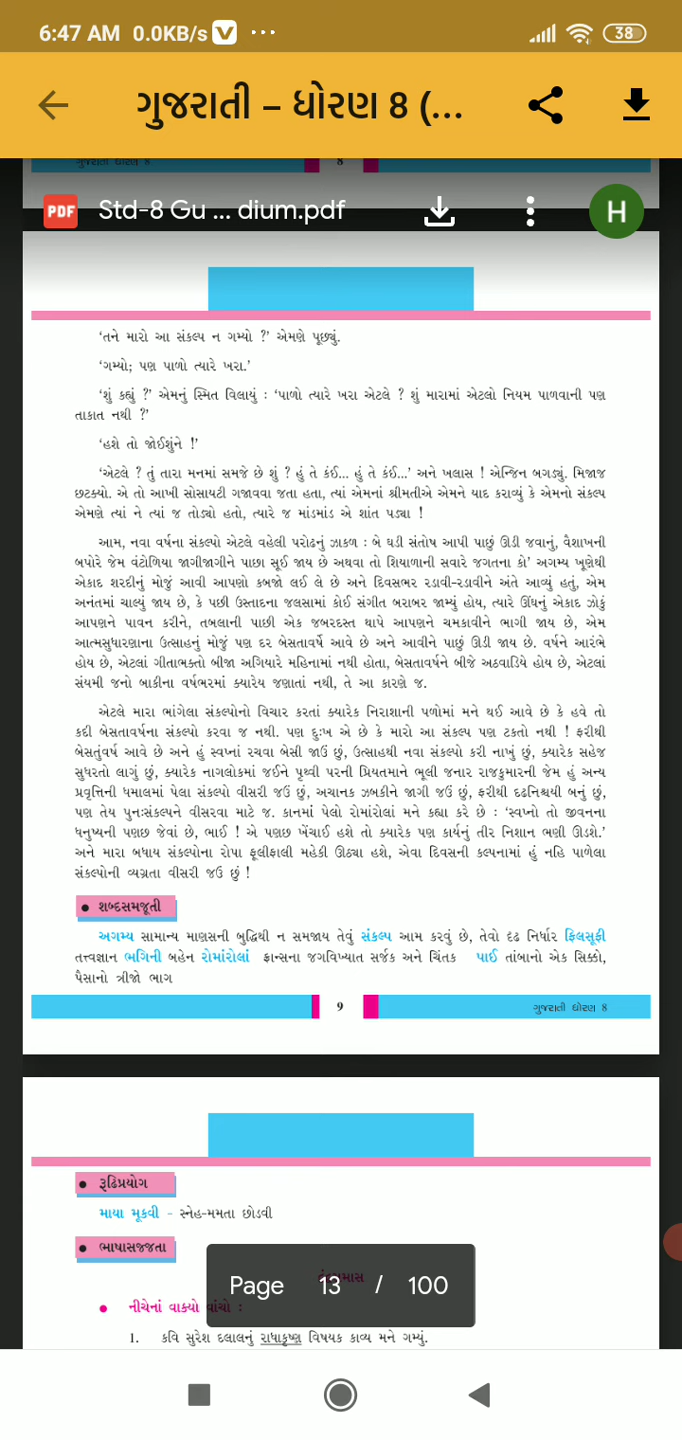 6:47 AM 0.0KB/s V ... 38
ગુજરાતી – ધોરણ 8 (...
ગુજરાતી ધોરણ 8 8
PDF Std-8 Gu ... dium.pdf H
‘તને મારો આ સંકલ્પ ન ગમ્યો ?’ એમણે પૂછ્યું.
‘ગમ્યો; પણ પાળો ત્યારે ખરા.’
‘શું કહ્યું ?’ એમનું સ્મિત વિલાયું : ‘પાળો ત્યારે ખરા એટલે ? શું મારામાં એટલો નિયમ પાળવાની પણ
તાકાત નથી ?’
‘હશે તો જોઈશુંને !’
‘એટલે ? તું તારા મનમાં સમજે છે શું ? હું તે કંઈ... હું તે કંઈ...’ અને ખલાસ ! એન્જિન બગડ્યું. મિજાજ
છટક્યો. એ તો આખી સોસાયટી ગજાવવા જતા હતા, ત્યાં એમનાં શ્રીમતીએ એમને યાદ કરાવ્યું કે એમનો સંકલ્પ
એમણે ત્યાં ને ત્યાં જ તોડ્યો હતો, ત્યારે જ માંડમાંડ એ શાંત પડ્યા !
આમ, નવા વર્ષના સંકલ્પો એટલે વહેલી પરોઢનું ઝાકળ : બે ઘડી સંતોષ આપી પાછું ઊડી જવાનું, વૈશાખની
બપોરે જેમ વંટોળિયા જાગીજાગીને પાછા સૂઈ જાય છે અથવા તો શિયાળાની સવારે જગતના કો’ અગમ્ય ખૂણેથી
એકાદ શરદીનું મોજું આવી આપણો કબજો લઈ લે છે અને દિવસભર રડાવી-રડાવીને અંતે આવ્યું હતું, એમ
અનંતમાં ચાલ્યું જાય છે, કે પછી ઉસ્તાદના જલસામાં કોઈ સંગીત બરાબર જામ્યું હોય, ત્યારે ઊંઘનું એકાદ ઝોકું
આપણને પાવન કરીને, તબલાની પાછી એક જબરદસ્ત થાપે આપણને ચમકાવીને ભાગી જાય છે, એમ
આત્મસુધારણાના ઉત્સાહનું મોજું પણ દર બેસતાવર્ષે આવે છે અને આવીને પાછું ઊડી જાય છે. વર્ષને આરંભે
હોય છે, એટલાં ગીતાભક્તો બીજા અગિયારે મહિનામાં નથી હોતા, બેસતાવર્ષને બીજે અઠવાડિયે હોય છે, એટલાં
સંયમી જનો બાકીના વર્ષભરમાં ક્યારેય જણાતાં નથી, તે આ કારણે જ.
એટલે મારા ભાંગેલા સંકલ્પોનો વિચાર કરતાં ક્યારેક નિરાશાની પળોમાં મને થઈ આવે છે કે હવે તો
કદી બેસતાવર્ષના સંકલ્પો કરવા જ નથી. પણ દુઃખ એ છે કે મારો આ સંકલ્પ પણ ટકતો નથી ! ફરીથી
બેસતુંવર્ષ આવે છે અને હું સ્વપ્નાં રચવા બેસી જાઉં છું, ઉત્સાહથી નવા સંકલ્પો કરી નાખું છું, ક્યારેક સહેજ
સુધરતો લાગું છું, ક્યારેક નાગલોકમાં જઈને પૃથ્વી પરની પ્રિયતમાને ભૂલી જનાર રાજકુમારની જેમ હું અન્ય
પ્રવૃત્તિની ધમાલમાં પેલા સંકલ્પો વીસરી જઉં છું, અચાનક ઝબકીને જાગી જઉં છું, ફરીથી દઢનિશ્ચયી બનું છું,
પણ તેય પુનઃસંકલ્પને વીસરવા માટે જ. કાનમાં પેલો રોમાંરોલાં મને કહ્યા કરે છે : ‘સ્વપ્નો તો જીવનના
ધનુષ્યની પણછ જેવાં છે, ભાઈ ! એ પણછ ખેંચાઈ હશે તો ક્યારેક પણ કાર્યનું તીર નિશાન ભણી ઊડશે.’
અને મારા બધાય સંકલ્પોના રોપા ફૂલીફાલી મહેકી ઊઠ્યા હશે, એવા દિવસની કલ્પનામાં હું નહિ પાળેલા
સંકલ્પોની વ્યગ્રતા વીસરી જઉં છું !
● શબ્દસમજૂતી
અગમ્ય સામાન્ય માણસની બુદ્ધિથી ન સમજાય તેવું સંકલ્પ આમ કરવું છે, તેવો દઢ નિર્ધાર ફિલસૂફી
તત્ત્વજ્ઞાન ભગિની બહેન રોમાંરોલાં ફ્રાન્સના જગવિખ્યાત સર્જક અને ચિંતક પાઈ તાંબાનો એક સિક્કો,
પૈસાનો ત્રીજો ભાગ
9 ગુજરાતી ધોરણ 8
● રૂઢિપ્રયોગ
માયા મૂકવી - સ્નેહ-મમતા છોડવી
● ભાષાસજ્જતા
Page 13 / 100
● નીચેનાં વાક્યો વાંચો :
1. કવિ સુરેશ દલાલનું રાધાકૃષ્ણ વિષયક કાવ્ય મને ગમ્યું.